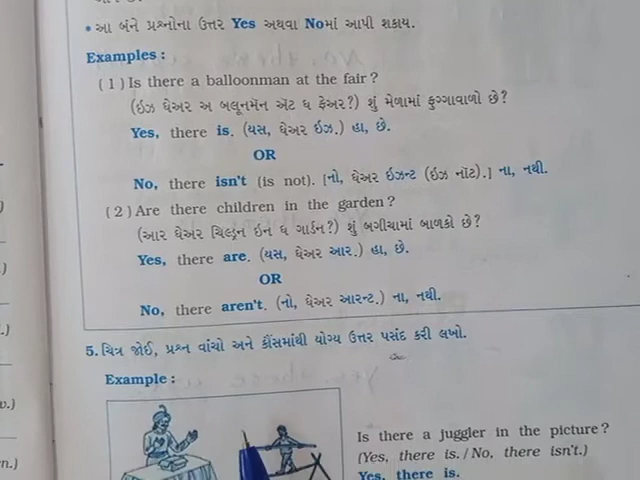 • આ બંને પ્રશ્નોના ઉત્તર Yes અથવા Noમાં આપી શકાય.
Examples :
( 1 ) Is there a balloonman at the fair ?
(ઇઝ ધેઅર અ બલૂનમૅન ઍટ ધ ફેઅર?) શું મેળામાં ફુગ્ગાવાળો છે?
Yes, there is. (યસ, ધેઅર ઇઝ.) હા, છે.
OR
No, there isn't (is not). [નો, ધેઅર ઇઝન્ટ (ઇઝ નૉટ).] ના, નથી.
( 2 ) Are there children in the garden ?
(આર ધેઅર ચિલ્ડ્રન ઇન ધ ગાર્ડન?) શું બગીચામાં બાળકો છે?
Yes, there are. (યસ, ધેઅર આર.) હા, છે.
OR
No, there aren't. (નો, ધેઅર આરન્ટ.) ના, નથી.
5. ચિત્ર જોઈ, પ્રશ્ન વાંચો અને કૌંસમાંથી યોગ્ય ઉત્તર પસંદ કરી લખો.
Example :
Is there a juggler in the picture ?
(Yes, there is. / No, there isn't.)
Yes, there is.